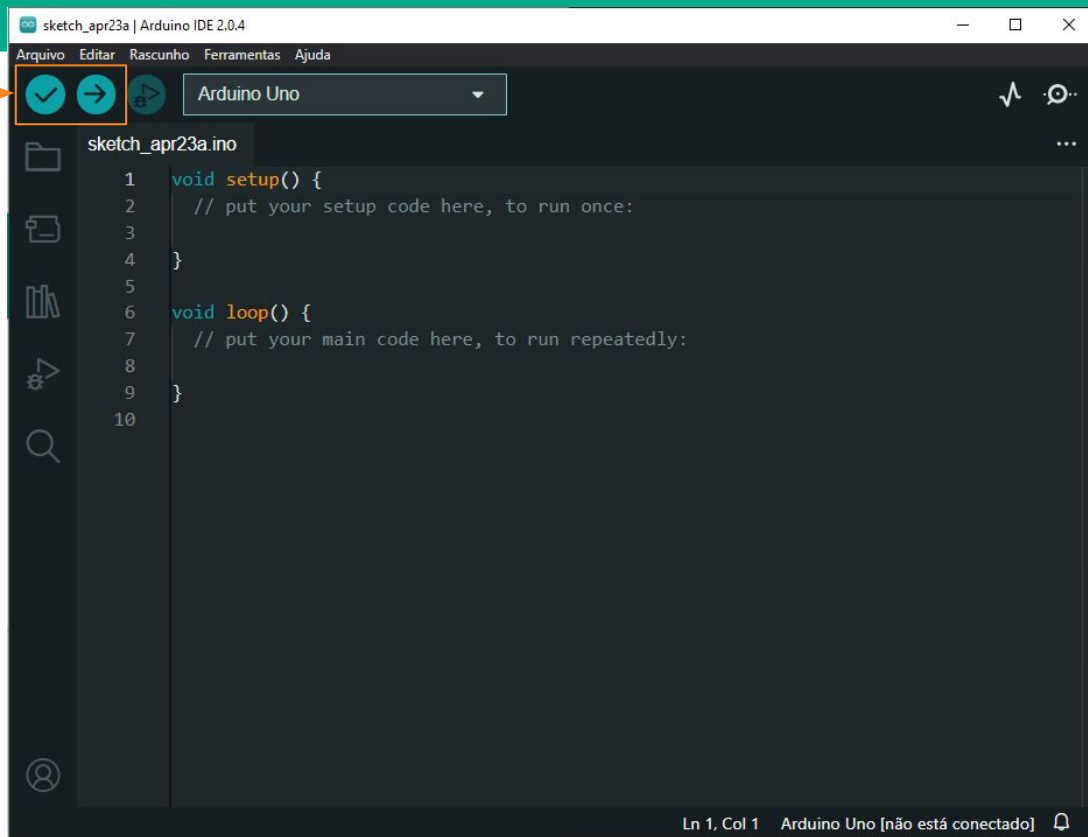 sketch_apr23a | Arduino IDE 2.0.4
Arquivo Editar Rascunho Ferramentas Ajuda
Arduino Uno
sketch_apr23a.ino
1 void setup() {
2 // put your setup code here, to run once:
3
4 }
5
6 void loop() {
7 // put your main code here, to run repeatedly:
8
9 }
10
Ln 1, Col 1 Arduino Uno [não está conectado]